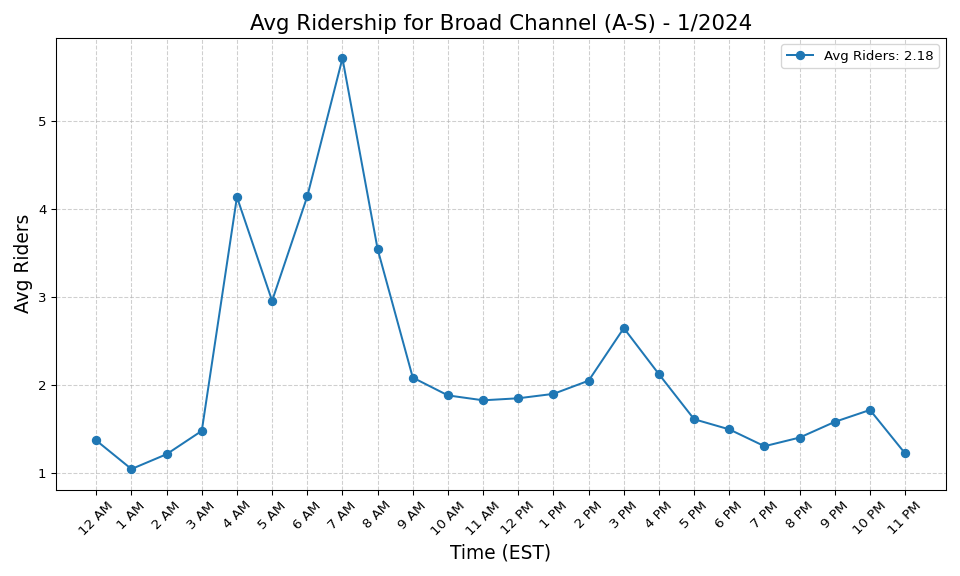 Avg Ridership for Broad Channel (A-S) - 1/2024
Avg Riders: 2.18
Avg Riders
5
4
3
2
1
12 AM
1 AM
2 AM
3 AM
4 AM
5 AM
6 AM
7 AM
8 AM
9 AM
10 AM
11 AM
12 PM
1 PM
2 PM
3 PM
4 PM
5 PM
6 PM
7 PM
8 PM
9 PM
10 PM
11 PM
Time (EST)